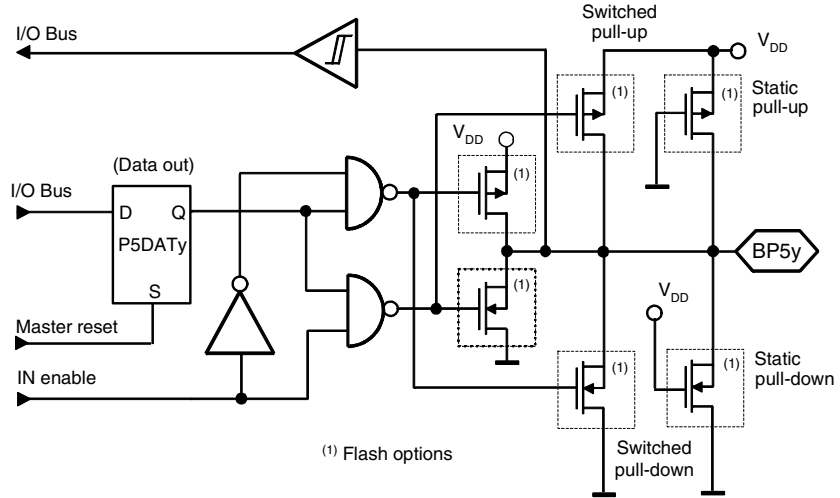 Switched
pull-up
I/O Bus
V_DD
(1)
(1)
Static
pull-up
V_DD
(Data out)
(1)
I/O Bus
D
Q
P5DATy
BP5y
S
(1)
V_DD
Master reset
IN enable
(1)
(1)
Static
pull-down
(1) Flash options
Switched
pull-down